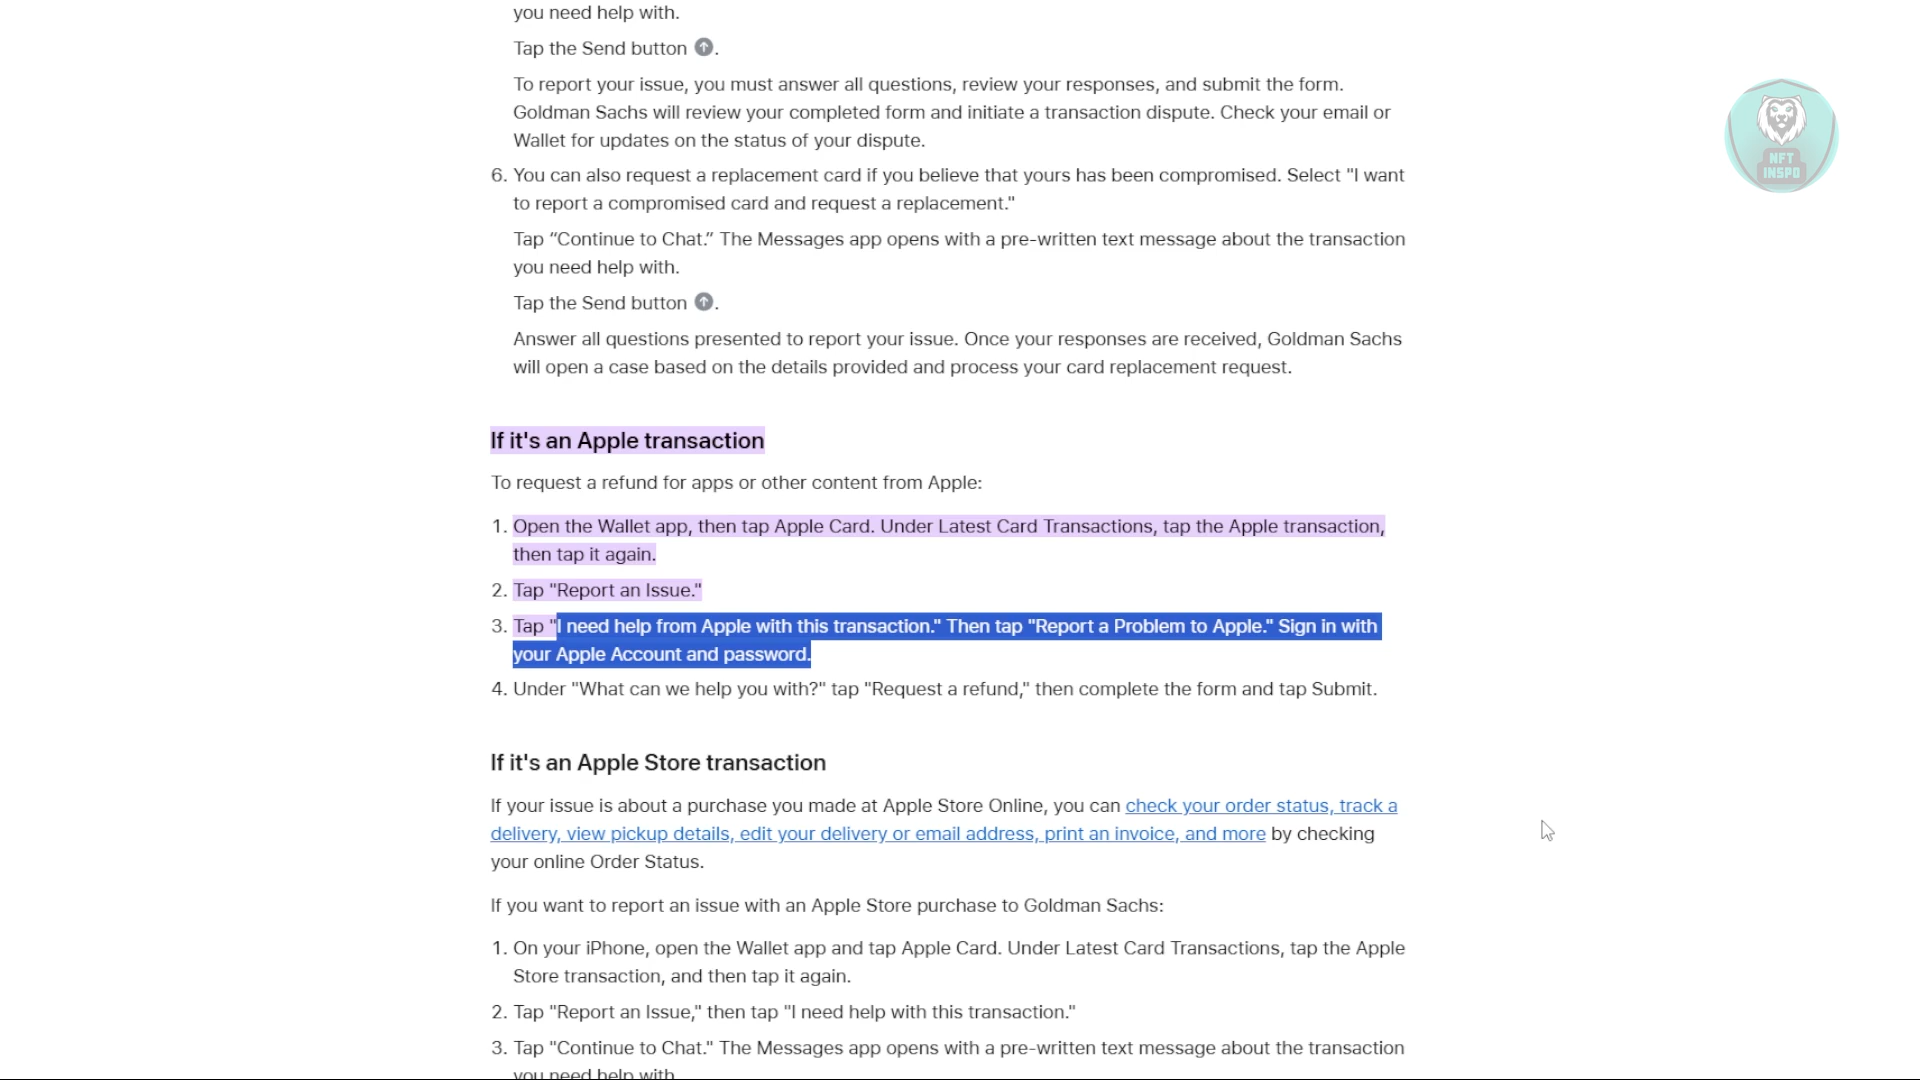 you need help with.
Tap the Send button .
To report your issue, you must answer all questions, review your responses, and submit the form.
Goldman Sachs will review your completed form and initiate a transaction dispute. Check your email or
Wallet for updates on the status of your dispute.
6. You can also request a replacement card if you believe that yours has been compromised. Select "I want
to report a compromised card and request a replacement."
Tap “Continue to Chat.” The Messages app opens with a pre-written text message about the transaction
you need help with.
Tap the Send button .
Answer all questions presented to report your issue. Once your responses are received, Goldman Sachs
will open a case based on the details provided and process your card replacement request.
NFT
INSPO
If it's an Apple transaction
To request a refund for apps or other content from Apple:
1. Open the Wallet app, then tap Apple Card. Under Latest Card Transactions, tap the Apple transaction,
then tap it again.
2. Tap "Report an Issue."
3. Tap "I need help from Apple with this transaction." Then tap "Report a Problem to Apple." Sign in with
your Apple Account and password.
4. Under "What can we help you with?" tap "Request a refund," then complete the form and tap Submit.
If it's an Apple Store transaction
If your issue is about a purchase you made at Apple Store Online, you can check your order status, track a
delivery, view pickup details, edit your delivery or email address, print an invoice, and more by checking
your online Order Status.
If you want to report an issue with an Apple Store purchase to Goldman Sachs:
1. On your iPhone, open the Wallet app and tap Apple Card. Under Latest Card Transactions, tap the Apple
Store transaction, and then tap it again.
2. Tap "Report an Issue," then tap "I need help with this transaction."
3. Tap "Continue to Chat." The Messages app opens with a pre-written text message about the transaction
you need help with.